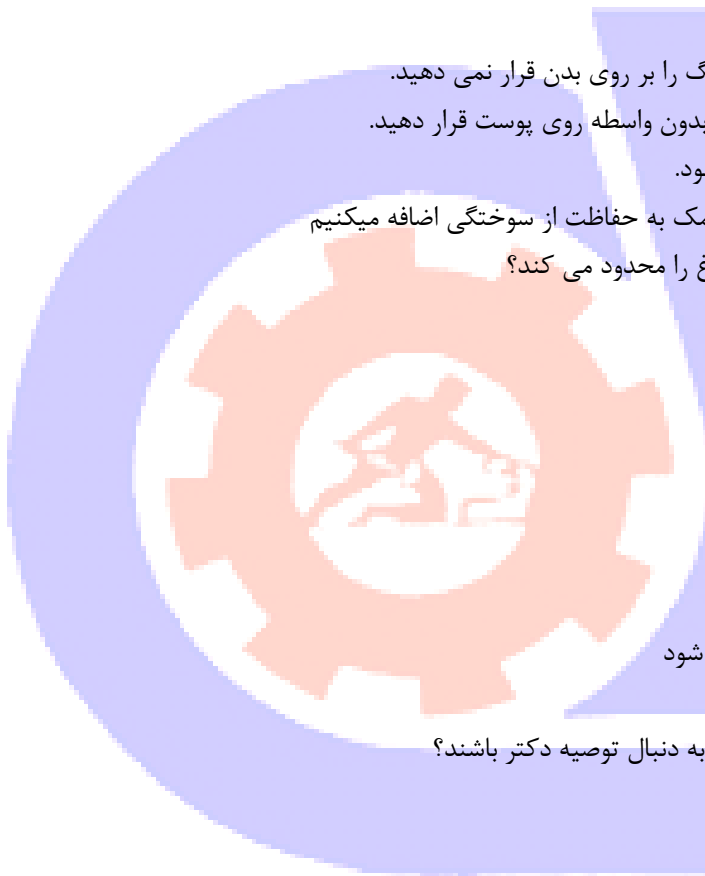 گ را بر روی بدن قرار نمی دهید.
بدون واسطه روی پوست قرار دهید.
ود.
مک به حفاظت از سوختگی اضافه میکنیم
غ را محدود می کند؟
شود
به دنبال توصیه دکتر باشند؟